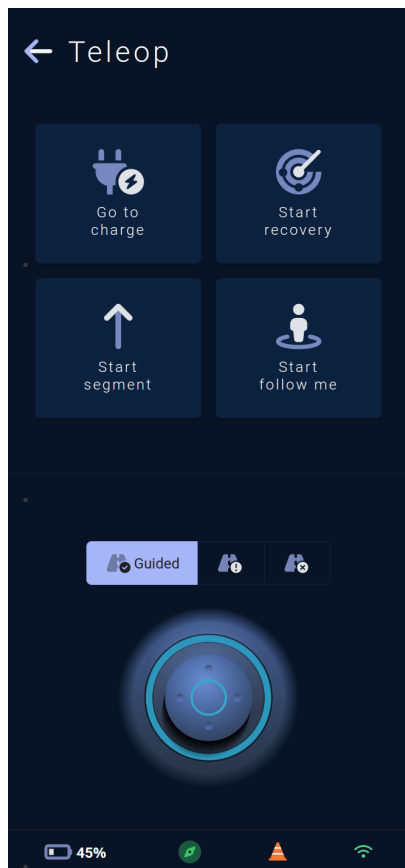 Teleop
Go to
charge
Start
recovery
Start
segment
Start
follow me
Guided
45%